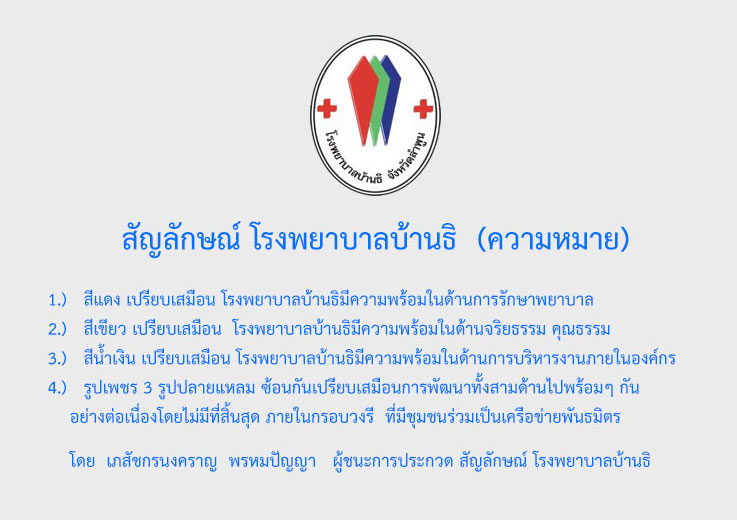 โรงพยาบาลบ้านธิ จังหวัดลำพูน
สัญลักษณ์ โรงพยาบาลบ้านธิ (ความหมาย)
1.) สีแดง เปรียบเสมือน โรงพยาบาลบ้านธิมีความพร้อมในด้านการรักษาพยาบาล
2.) สีเขียว เปรียบเสมือน โรงพยาบาลบ้านธิมีความพร้อมในด้านจริยธรรม คุณธรรม
3.) สีน้ำเงิน เปรียบเสมือน โรงพยาบาลบ้านธิมีความพร้อมในด้านการบริหารงานภายในองค์กร
4.) รูปเพชร 3 รูปปลายแหลม ซ้อนกันเปรียบเสมือนการพัฒนาทั้งสามด้านไปพร้อมๆ กัน
อย่างต่อเนื่องโดยไม่มีที่สิ้นสุด ภายในกรอบวงรี ที่มีชุมชนร่วมเป็นเครือข่ายพันธมิตร
โดย เภสัชกรนงคราญ พรหมปัญญา ผู้ชนะการประกวด สัญลักษณ์ โรงพยาบาลบ้านธิ